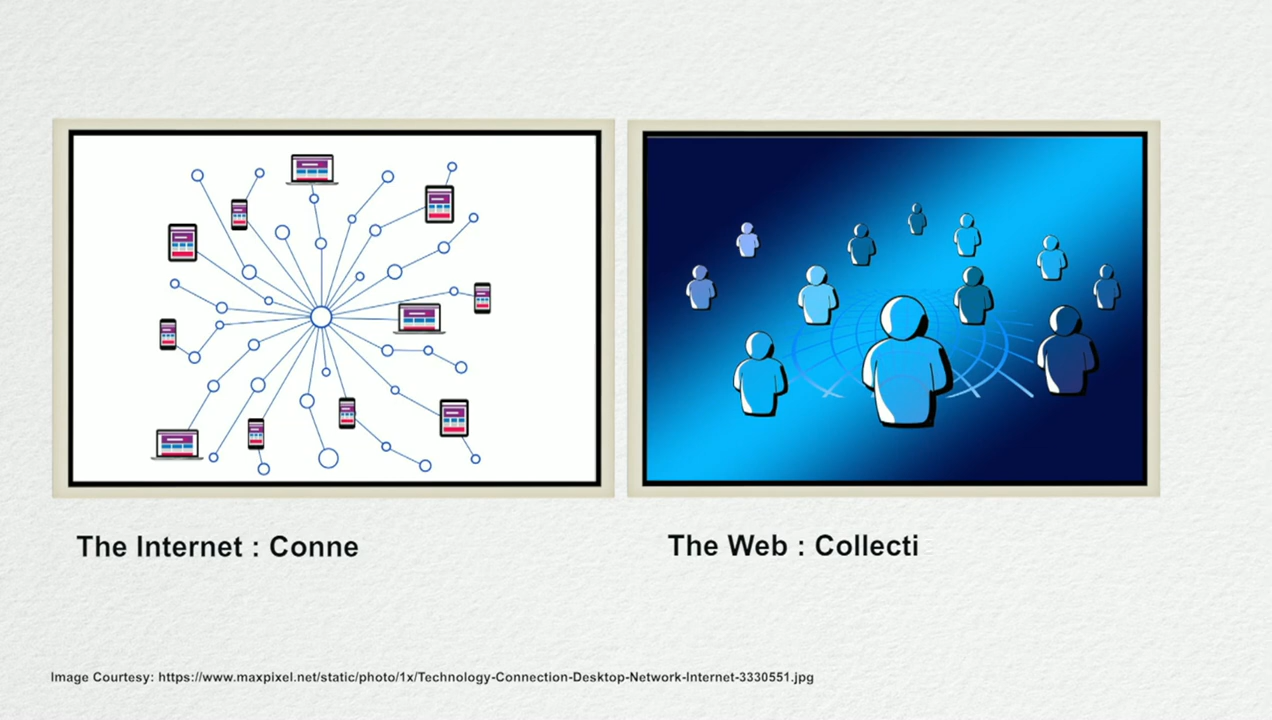 The Internet : Conne
The Web : Collecti
Image Courtesy: https://www.maxpixel.net/static/photo/1x/Technology-Connection-Desktop-Network-Internet-3330551.jpg